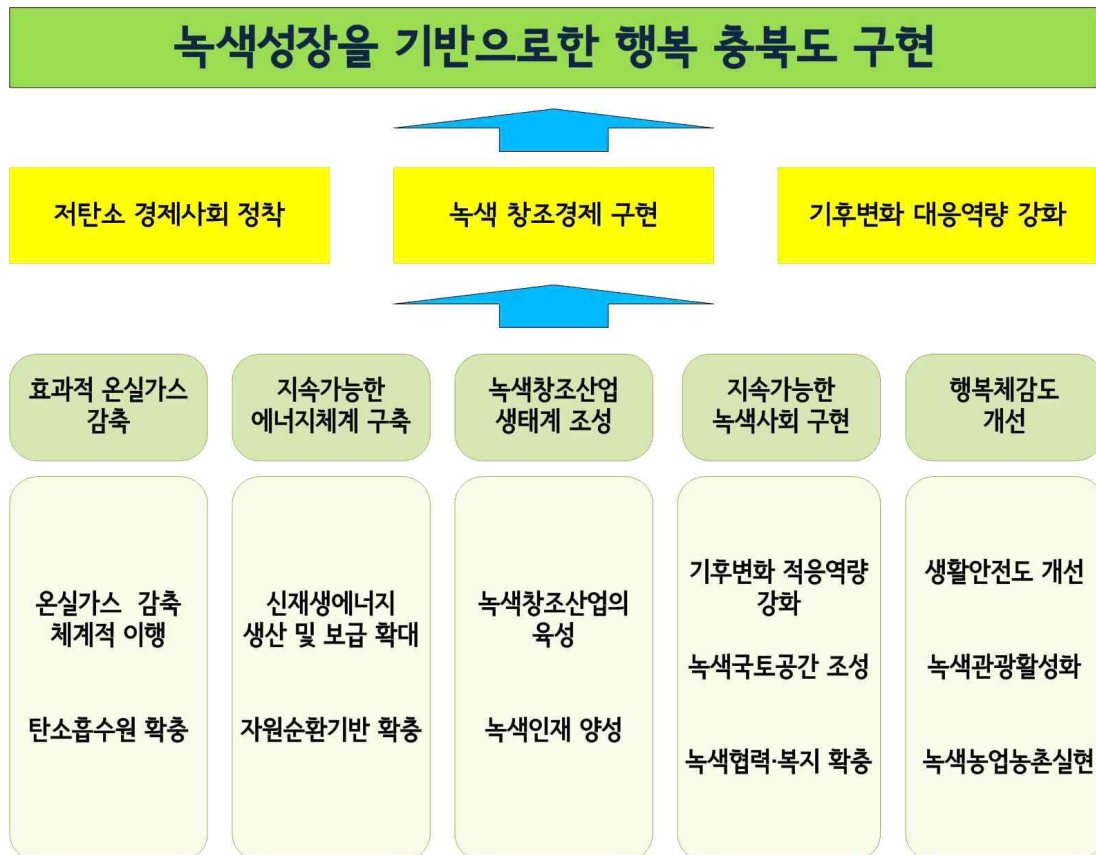 녹색성장을 기반으로한 행복 충북도 구현
저탄소 경제사회 정착
녹색 창조경제 구현
기후변화 대응역량 강화
효과적 온실가스
감축
지속가능한
에너지체계 구축
녹색창조산업
생태계 조성
지속가능한
녹색사회 구현
행복체감도
개선
온실가스 감축
체계적 이행
탄소흡수원 확충
신재생에너지
생산 및 보급 확대
자원순환기반 확충
녹색창조산업의
육성
녹색인재 양성
기후변화 적응역량
강화
녹색국토공간 조성
녹색협력·복지 확충
생활안전도 개선
녹색관광활성화
녹색농업농촌실현